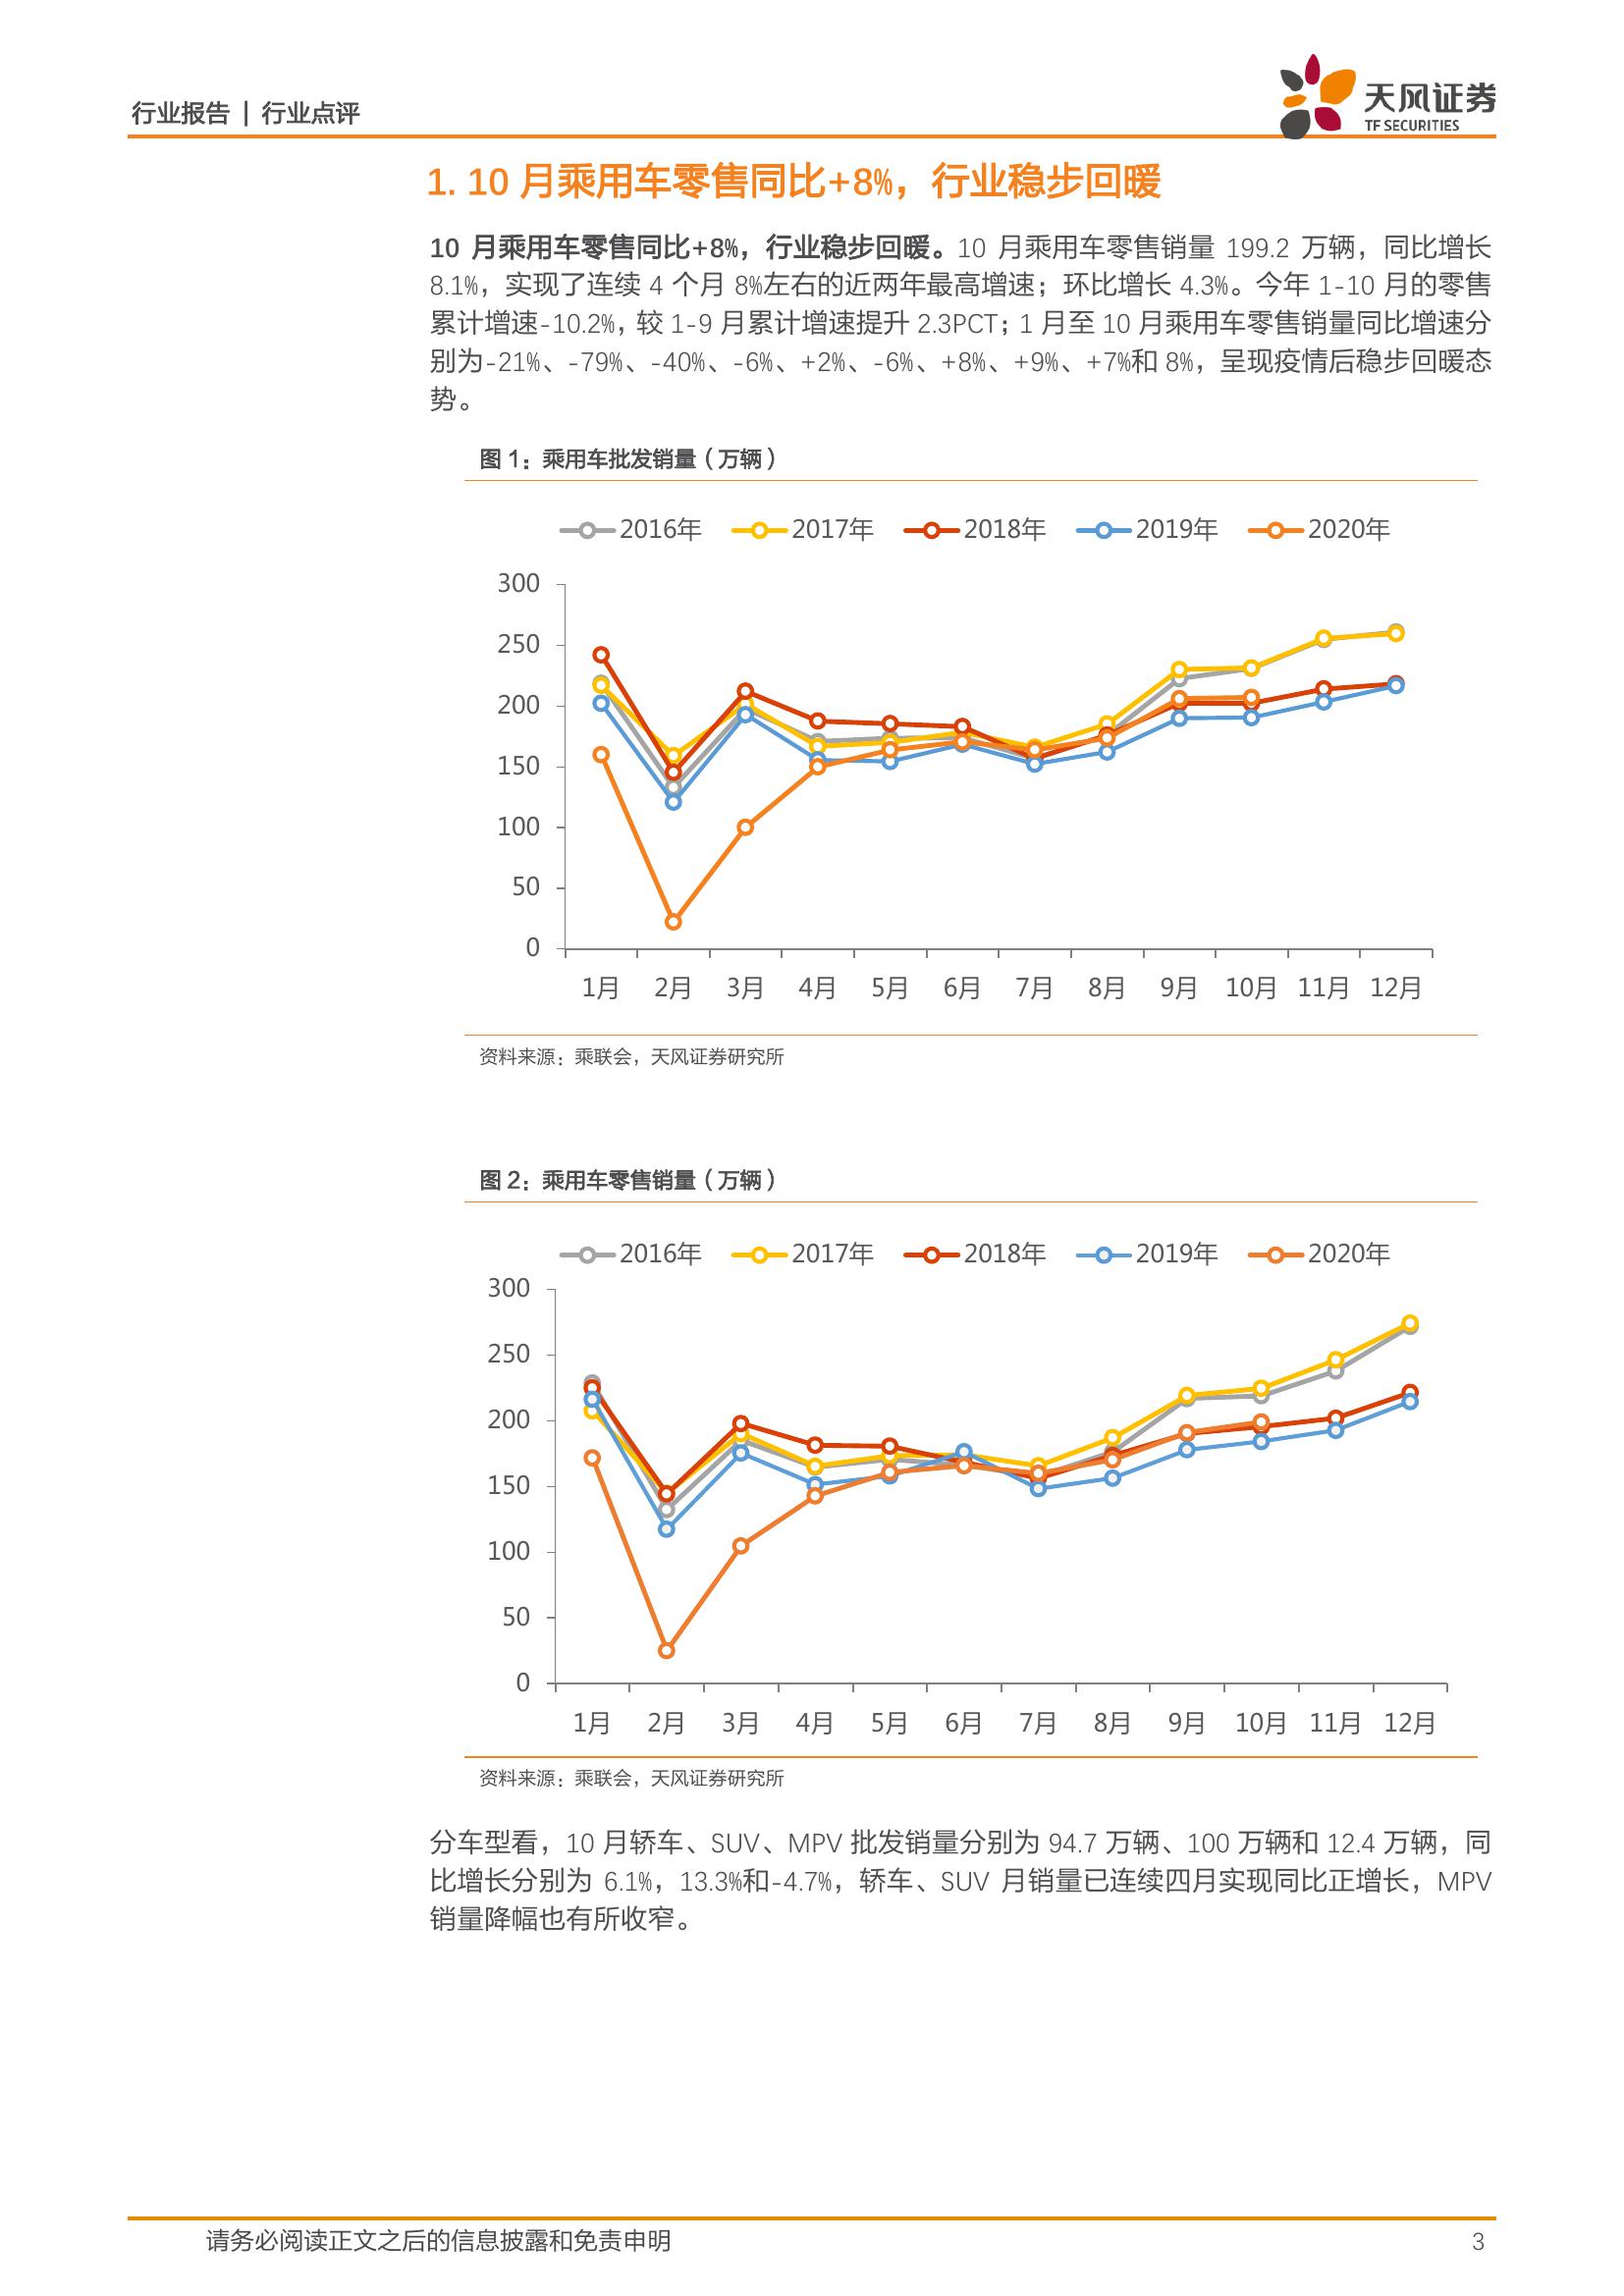 行业报告 | 行业点评
天风证券
TF SECURITIES
1. 10 月乘用车零售同比+8%，行业稳步回暖
10 月乘用车零售同比+8%，行业稳步回暖。10 月乘用车零售销量 199.2 万辆，同比增长
8.1%，实现了连续 4 个月 8%左右的近两年最高增速；环比增长 4.3%。今年 1-10 月的零售
累计增速-10.2%，较 1-9 月累计增速提升 2.3PCT；1 月至 10 月乘用车零售销量同比增速分
别为-21%、-79%、-40%、-6%、+2%、-6%、+8%、+9%、+7%和 8%，呈现疫情后稳步回暖态
势。
图 1：乘用车批发销量（万辆）
2016年 2017年 2018年 2019年 2020年
300
250
200
150
100
50
0
1月 2月 3月 4月 5月 6月 7月 8月 9月 10月 11月 12月
资料来源：乘联会，天风证券研究所
图 2：乘用车零售销量（万辆）
2016年 2017年 2018年 2019年 2020年
300
250
200
150
100
50
0
1月 2月 3月 4月 5月 6月 7月 8月 9月 10月 11月 12月
资料来源：乘联会，天风证券研究所
分车型看，10 月轿车、SUV、MPV 批发销量分别为 94.7 万辆、100 万辆和 12.4 万辆，同
比增长分别为 6.1%，13.3%和-4.7%，轿车、SUV 月销量已连续四月实现同比正增长，MPV
销量降幅也有所收窄。
请务必阅读正文之后的信息披露和免责申明 3